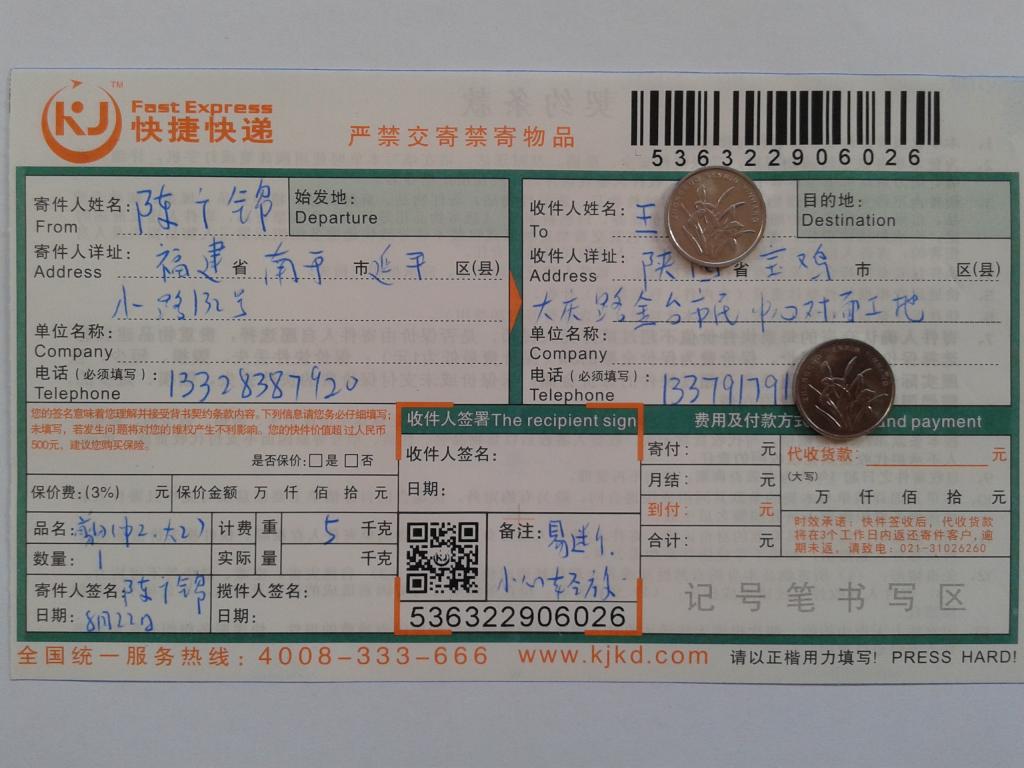 KJ™ Fast Express
快捷快递
严禁交寄禁寄物品
536322906026
寄件人姓名: 陈 锦
From
始发地:
Departure
寄件人详址: 福建 省 南平 市 延平 区(县)
Address
路132号
单位名称:
Company
电话(必须填写): 13328387920
Telephone
收件人姓名: 王
To
目的地:
Destination
收件人详址: 陕西 省 宝鸡 市 区(县)
Address
大庆路金台市民中心对面工地
单位名称:
Company
电话(必须填写): 133791791
Telephone
您的签名意味着您理解并接受背书契约条款内容,下列信息请您务必仔细填写;
未填写,若发生问题将对您的维权产生不利影响。您的快件价值超过人民币
500元,建议您购买保险。
是否保价:□是 □否
保价费:(3%) 元 保价金额 万 仟 佰 拾 元
品名: (中2.大2)
数量: 1
计费 重 5 千克
实际 量 千克
寄件人签名: 陈 锦
日期: 8月22日
揽件人签名:
日期:
收件人签署The recipient sign
收件人签名:
日期:
备注: 易
小心轻放
536322906026
费用及付款方式 and payment
寄付: 元
月结: 元
到付: 元
合计: 元
代收货款: 元
(大写)
万 仟 佰 拾 元
时效承诺:快件签收后,代收货款
将在3个工作日内返还寄件客户,逾
期未返,请致电:021-31026260
记号笔书写区
全国统一服务热线:4008-333-666 www.kjkd.com 请以正楷用力填写! PRESS HARD!